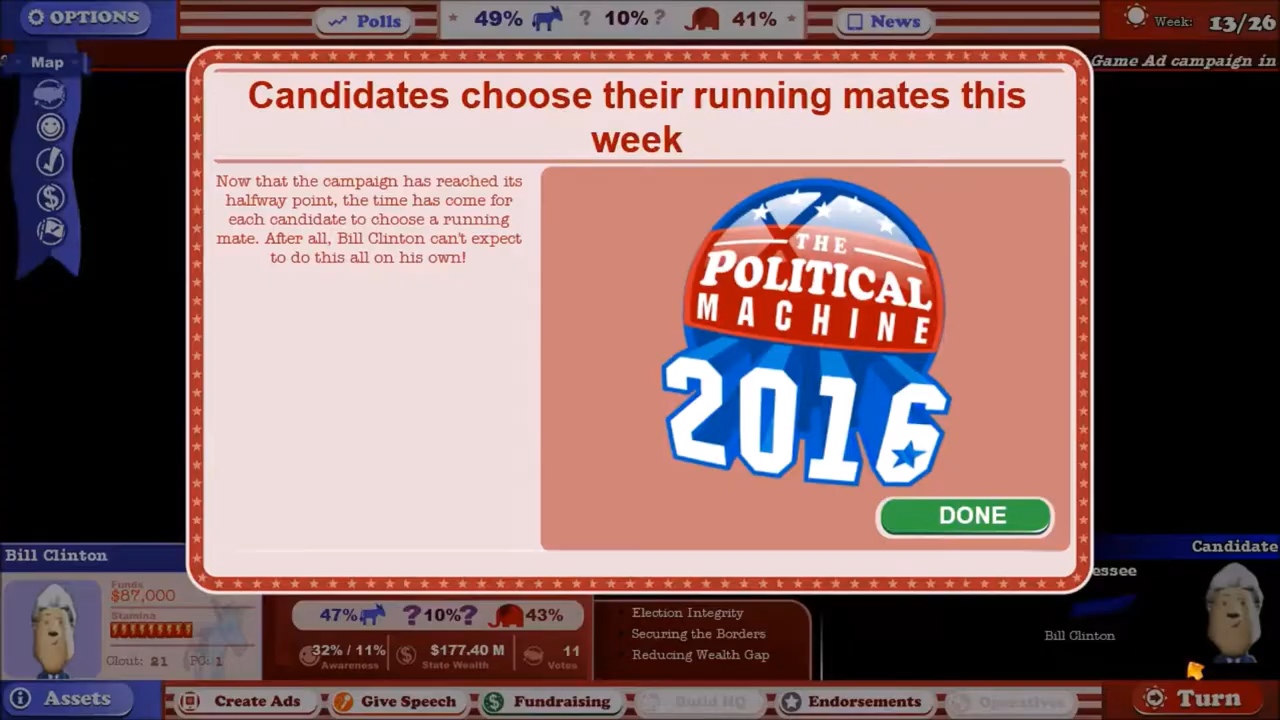 OPTIONS
Polls
49% ? 10% ? 41%
News
Week: 13/26
Map
Game Ad campaign in
Candidates choose their running mates this
week
Now that the campaign has reached its
halfway point, the time has come for
each candidate to choose a running
mate. After all, Bill Clinton can't expect
to do this all on his own!
THE
POLITICAL
MACHINE
2016
DONE
Bill Clinton
Funds
$87,000
Stamina
Clout: 21 PC: 1
47% ? 10% ? 43%
32% / 11%
Awareness
$177.40 M
State Wealth
11
Votes
Election Integrity
Securing the Borders
Reducing Wealth Gap
Candidate
essee
Bill Clinton
Assets
Create Ads
Give Speech
Fundraising
Build HQ
Endorsements
Operatives
Turn